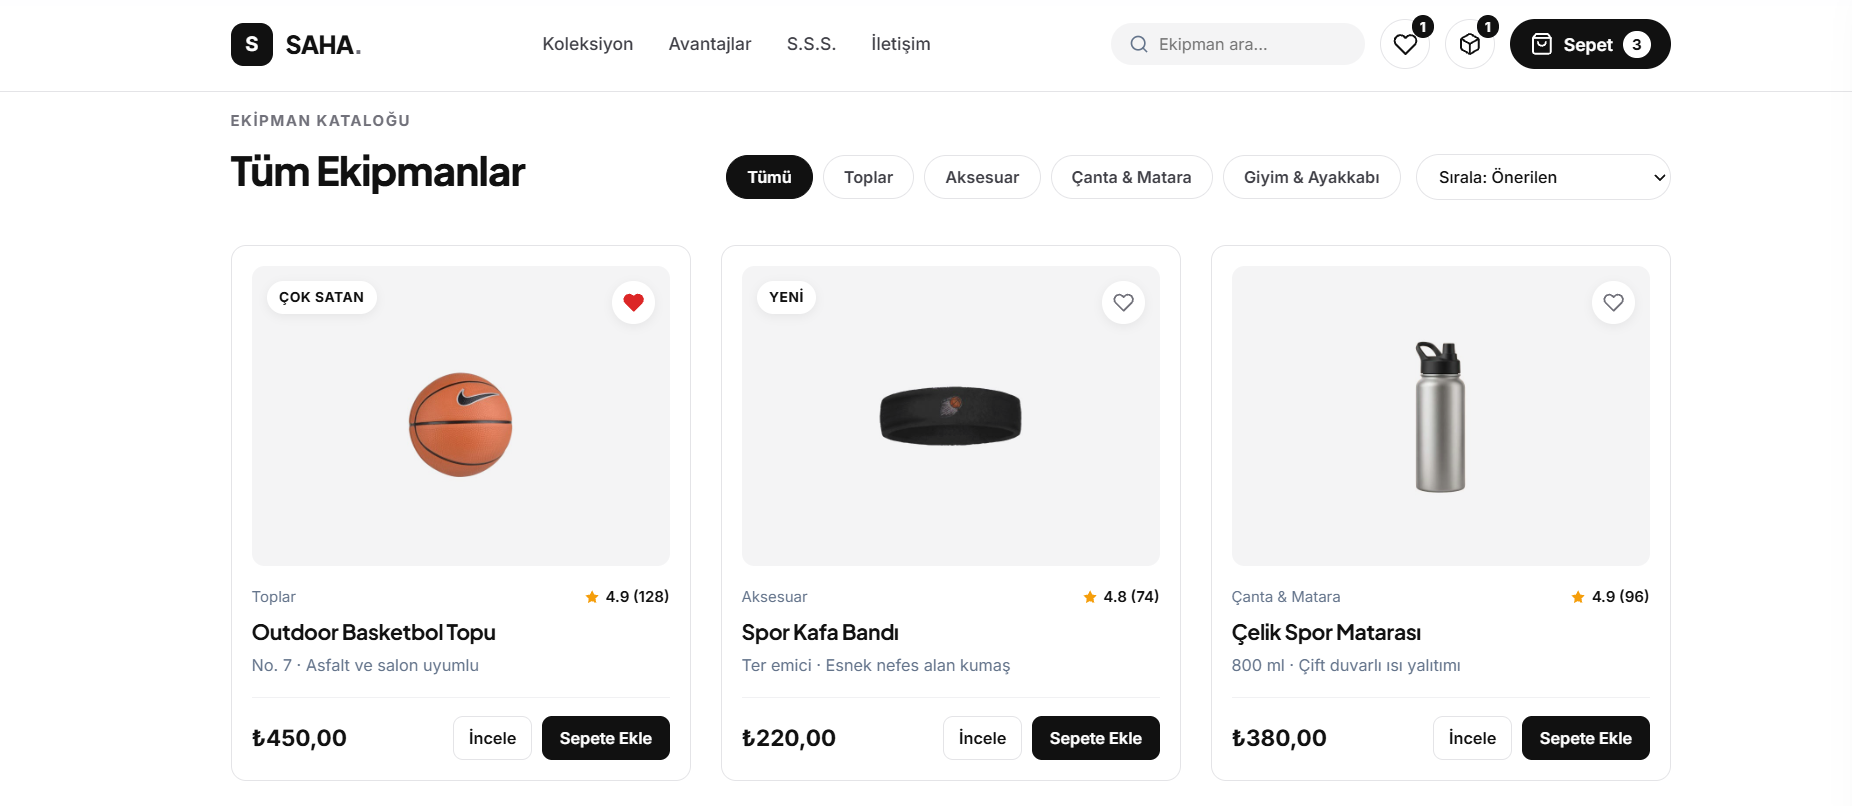 S SAHA.
Koleksiyon Avantajlar S.S.S. İletişim
Ekipman ara...
1
1
Sepet 3
EKİPMAN KATALOĞU
Tüm Ekipmanlar
Tümü Toplar Aksesuar Çanta & Matara Giyim & Ayakkabı Sırala: Önerilen
ÇOK SATAN
Toplar 4.9 (128)
Outdoor Basketbol Topu
No. 7 · Asfalt ve salon uyumlu
₺450,00 İncele Sepete Ekle
YENİ
Aksesuar 4.8 (74)
Spor Kafa Bandı
Ter emici · Esnek nefes alan kumaş
₺220,00 İncele Sepete Ekle
Çanta & Matara 4.9 (96)
Çelik Spor Matarası
800 ml · Çift duvarlı ısı yalıtımı
₺380,00 İncele Sepete Ekle